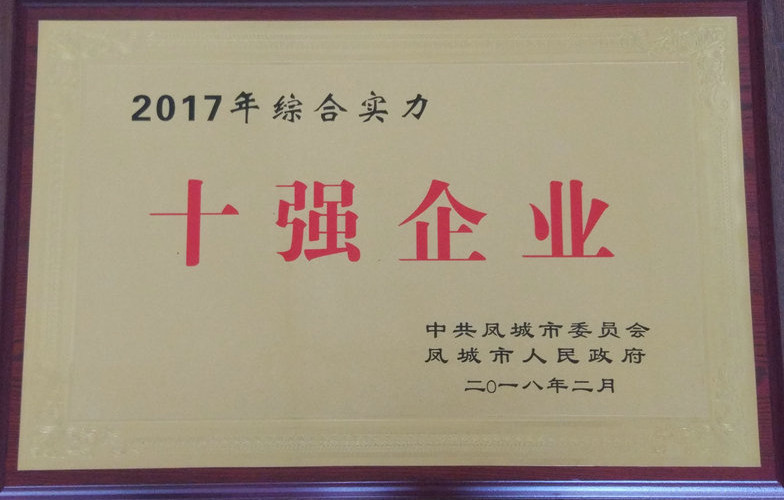 2017年综合实力
十强企业
中共凤城市委员会
凤城市人民政府
二〇一八年二月